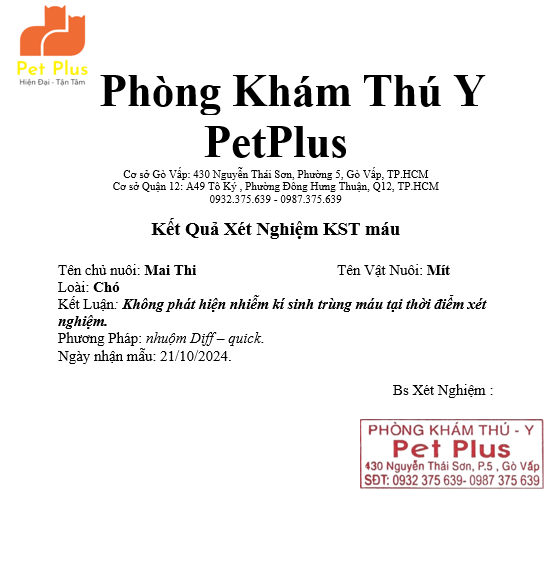 Pet Plus
Hiện Đại - Tận Tâm
Phòng Khám Thú Y
PetPlus
Cơ sở Gò Vấp: 430 Nguyễn Thái Sơn, Phường 5, Gò Vấp, TP.HCM
Cơ sở Quận 12: A49 Tô Ký , Phường Đông Hưng Thuận, Q12, TP.HCM
0932.375.639 - 0987.375.639
Kết Quả Xét Nghiệm KST máu
Tên chủ nuôi: Mai Thi Tên Vật Nuôi: Mít
Loài: Chó
Kết Luận: Không phát hiện nhiễm kí sinh trùng máu tại thời điểm xét
nghiệm.
Phương Pháp: nhuộm Diff – quick.
Ngày nhận mẫu: 21/10/2024.
Bs Xét Nghiệm :
PHÒNG KHÁM THÚ - Y
Pet Plus
430 Nguyễn Thái Sơn, P.5 , Gò Vấp
SĐT: 0932 375 639- 0987 375 639